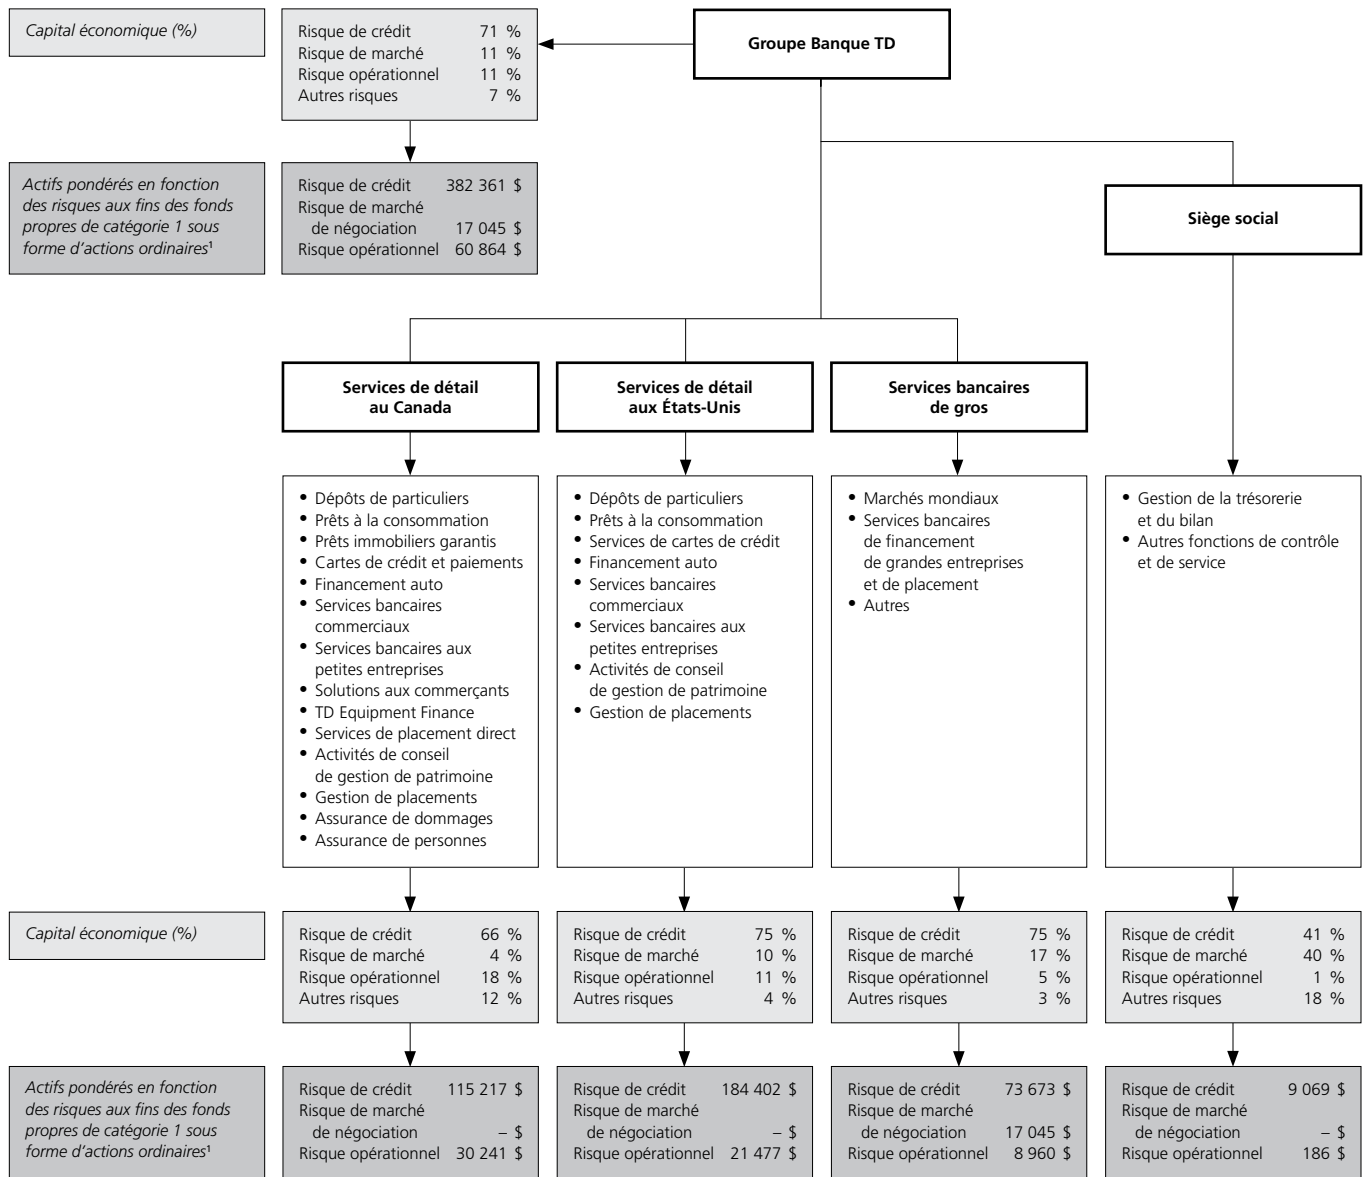 Capital économique (%)
Risque de crédit 71 %
Risque de marché 11 %
Risque opérationnel 11 %
Autres risques 7 %
Groupe Banque TD
Actifs pondérés en fonction
des risques aux fins des fonds
propres de catégorie 1 sous
forme d'actions ordinaires¹
Risque de crédit 382 361 $
Risque de marché
de négociation 17 045 $
Risque opérationnel 60 864 $
Siège social
Services de détail
au Canada
Services de détail
aux États-Unis
Services bancaires
de gros
• Dépôts de particuliers
• Prêts à la consommation
• Prêts immobiliers garantis
• Cartes de crédit et paiements
• Financement auto
• Services bancaires
commerciaux
• Services bancaires aux
petites entreprises
• Solutions aux commerçants
• TD Equipment Finance
• Services de placement direct
• Activités de conseil
de gestion de patrimoine
• Gestion de placements
• Assurance de dommages
• Assurance de personnes
• Dépôts de particuliers
• Prêts à la consommation
• Services de cartes de crédit
• Financement auto
• Services bancaires
commerciaux
• Services bancaires aux
petites entreprises
• Activités de conseil
de gestion de patrimoine
• Gestion de placements
• Marchés mondiaux
• Services bancaires
de financement
de grandes entreprises
et de placement
• Autres
• Gestion de la trésorerie
et du bilan
• Autres fonctions de contrôle
et de service
Capital économique (%)
Risque de crédit 66 %
Risque de marché 4 %
Risque opérationnel 18 %
Autres risques 12 %
Risque de crédit 75 %
Risque de marché 10 %
Risque opérationnel 11 %
Autres risques 4 %
Risque de crédit 75 %
Risque de marché 17 %
Risque opérationnel 5 %
Autres risques 3 %
Risque de crédit 41 %
Risque de marché 40 %
Risque opérationnel 1 %
Autres risques 18 %
Actifs pondérés en fonction
des risques aux fins des fonds
propres de catégorie 1 sous
forme d'actions ordinaires¹
Risque de crédit 115 217 $
Risque de marché
de négociation – $
Risque opérationnel 30 241 $
Risque de crédit 184 402 $
Risque de marché
de négociation – $
Risque opérationnel 21 477 $
Risque de crédit 73 673 $
Risque de marché
de négociation 17 045 $
Risque opérationnel 8 960 $
Risque de crédit 9 069 $
Risque de marché
de négociation – $
Risque opérationnel 186 $